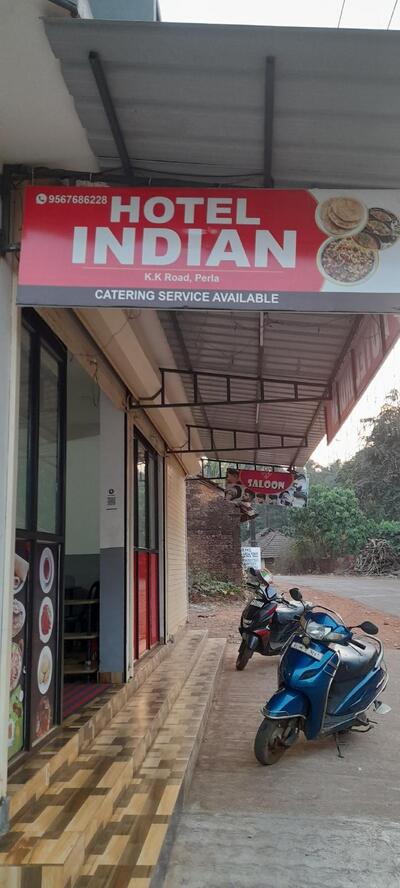 9567686228
HOTEL
INDIAN
K.K Road, Perla
CATERING SERVICE AVAILABLE
SALOON